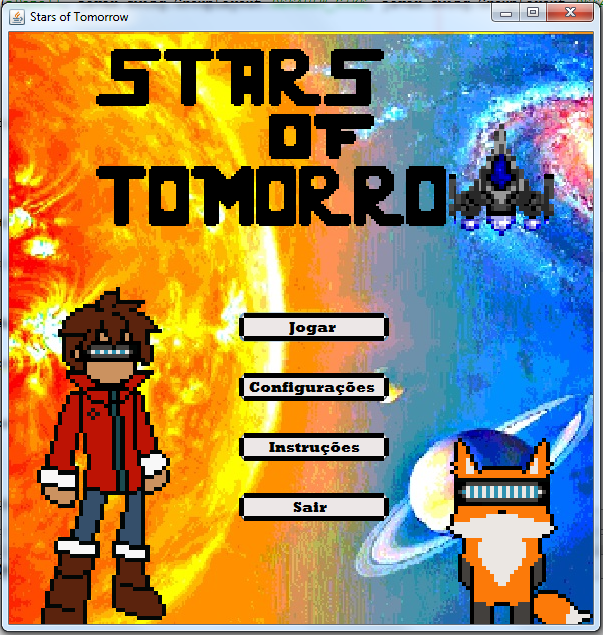 Stars of Tomorrow
STARS
OF
TOMORRO
Jogar
Configurações
Instruções
Sair